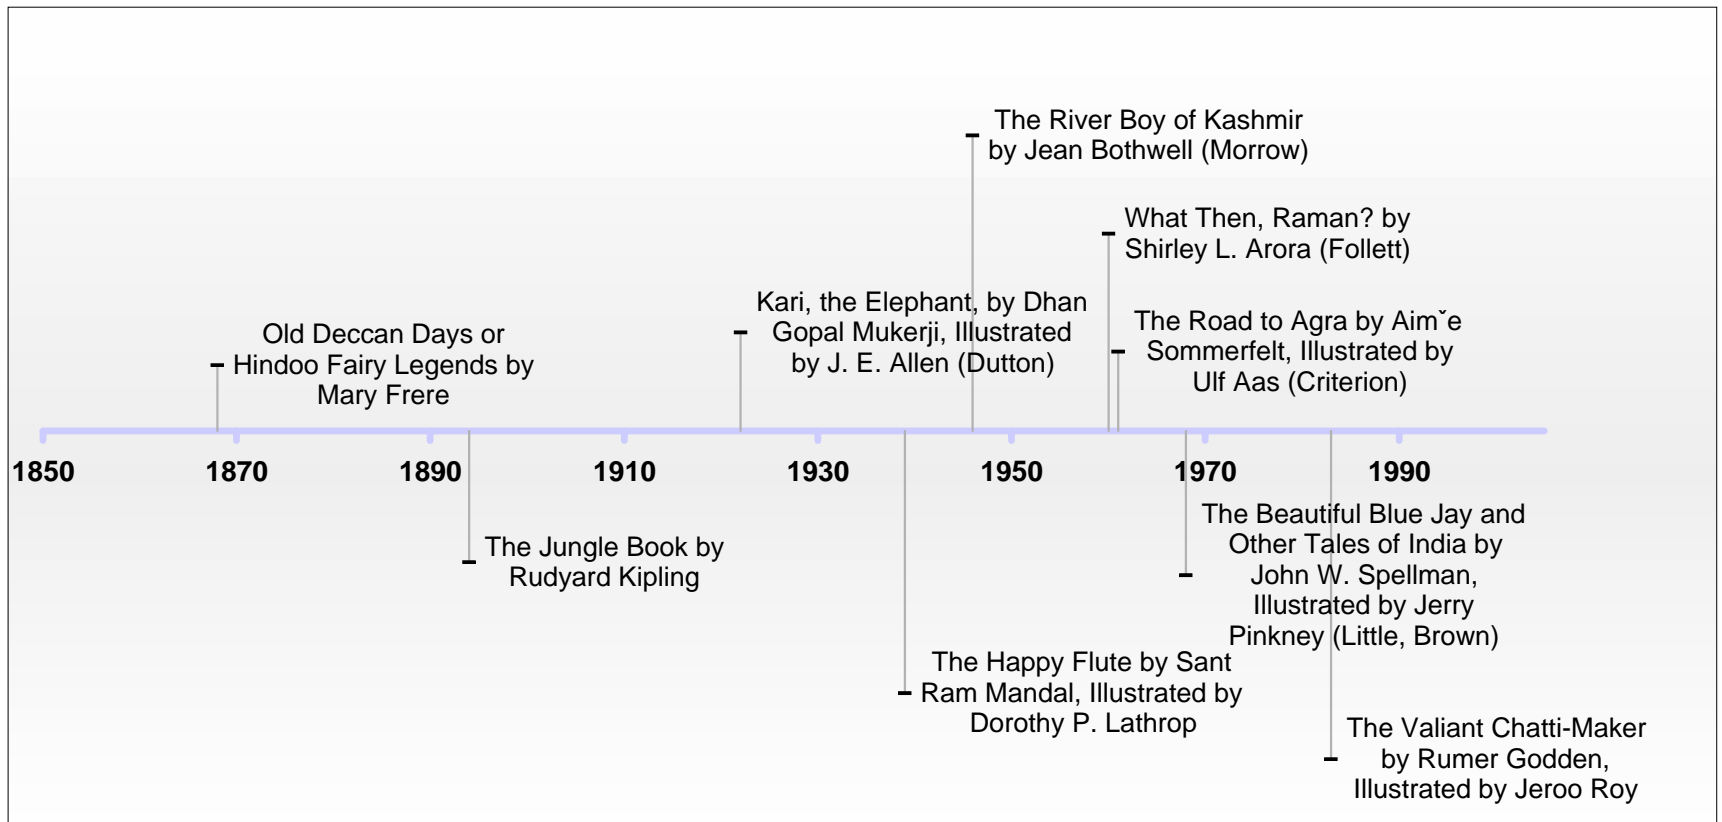 The River Boy of Kashmir
by Jean Bothwell (Morrow)
What Then, Raman? by
Shirley L. Arora (Follett)
Kari, the Elephant, by Dhan
Gopal Mukerji, Illustrated
by J. E. Allen (Dutton)
The Road to Agra by Aimˇe
Sommerfelt, Illustrated by
Ulf Aas (Criterion)
Old Deccan Days or
Hindoo Fairy Legends by
Mary Frere
1850 1870 1890 1910 1930 1950 1970 1990
The Jungle Book by
Rudyard Kipling
The Beautiful Blue Jay and
Other Tales of India by
John W. Spellman,
Illustrated by Jerry
Pinkney (Little, Brown)
The Happy Flute by Sant
Ram Mandal, Illustrated by
Dorothy P. Lathrop
The Valiant Chatti-Maker
by Rumer Godden,
Illustrated by Jeroo Roy